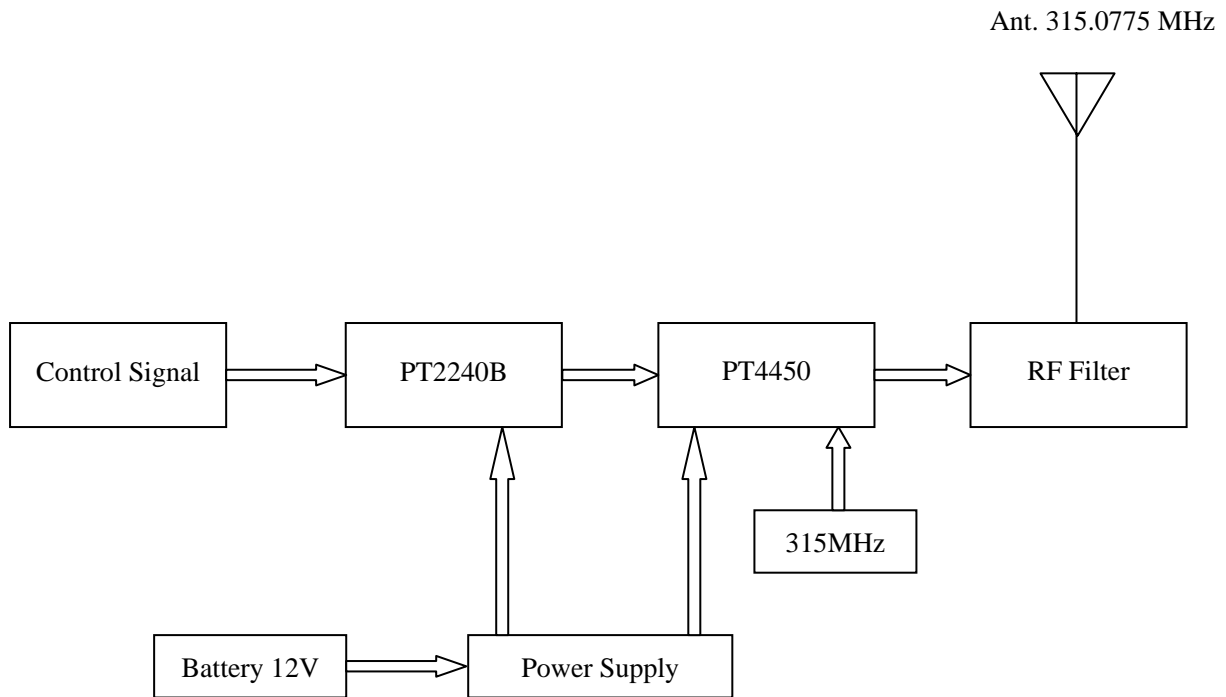 Ant. 315.0775 MHz
Control Signal
PT2240B
PT4450
RF Filter
315MHz
Battery 12V
Power Supply